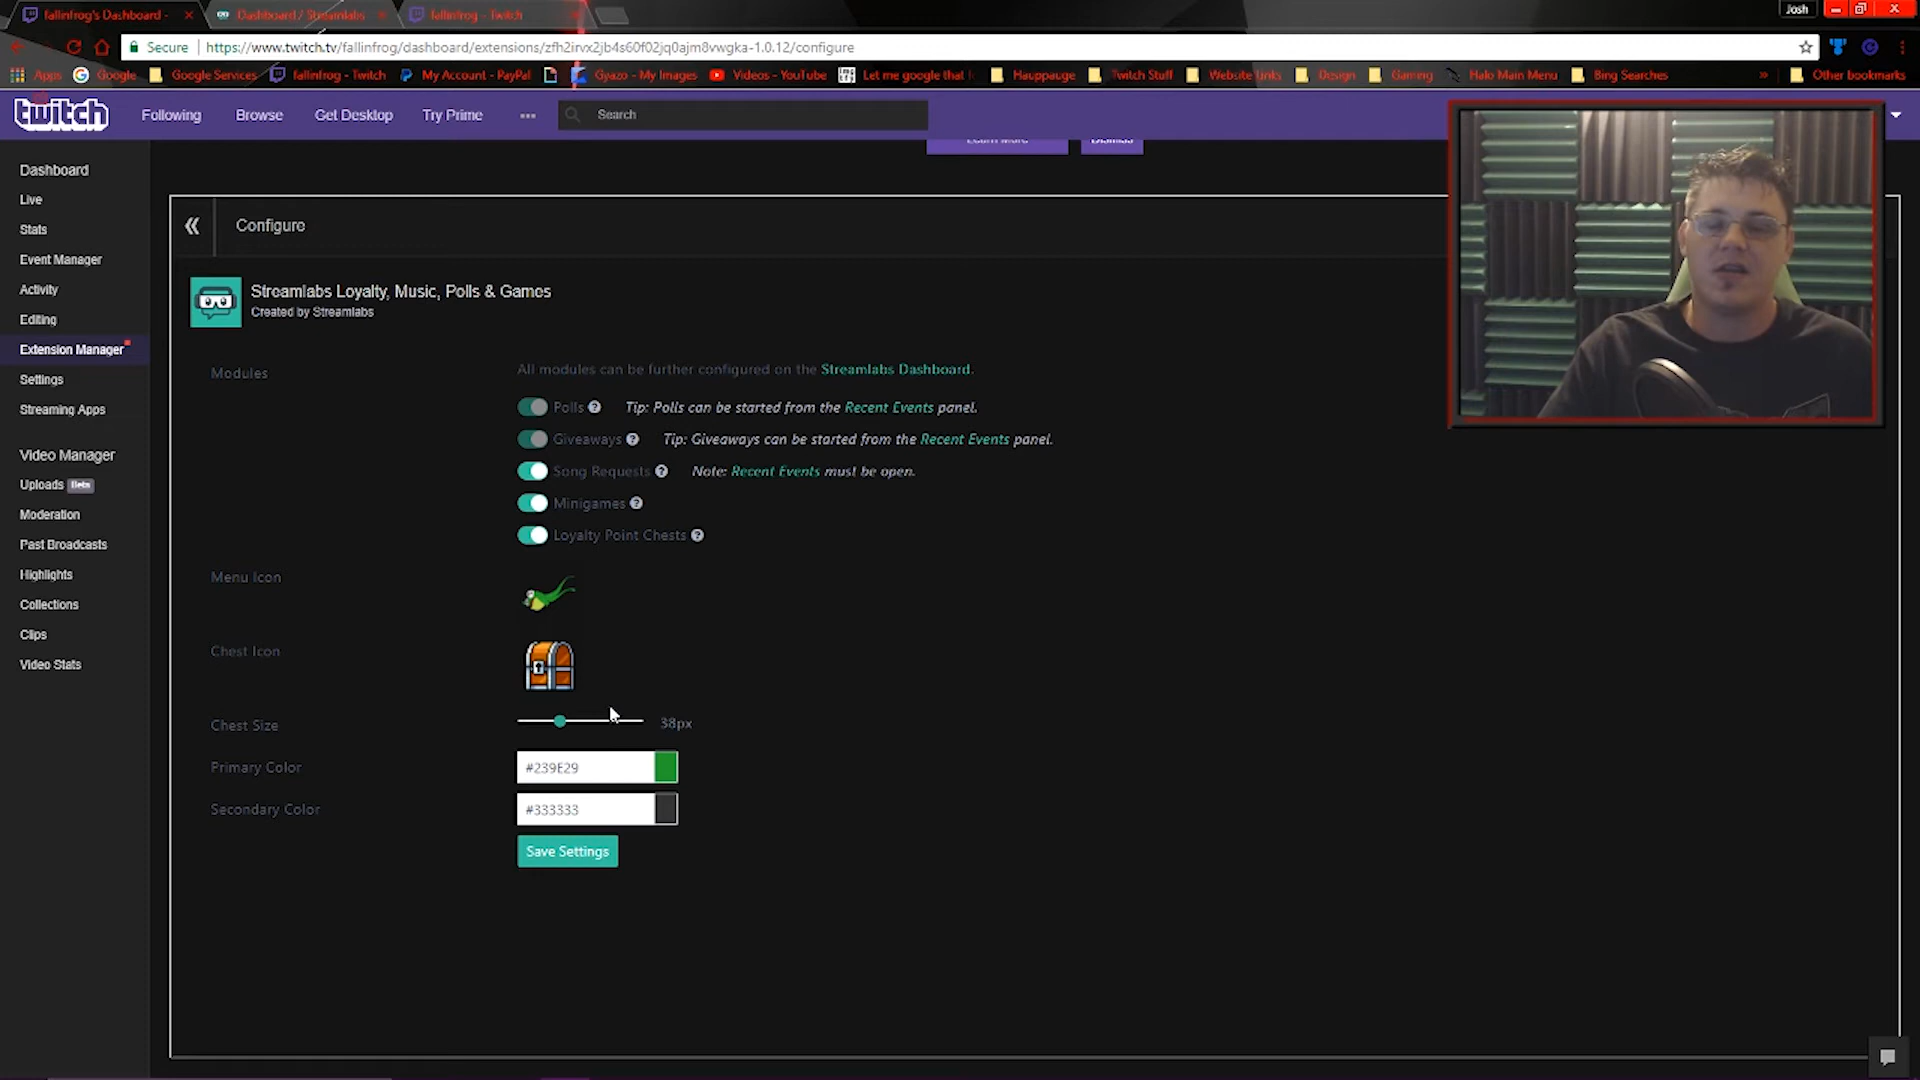 fallinfrog's Dashboard -
Dashboard / Streamlabs
fallinfrog - Twitch
Josh
Secure
https://www.twitch.tv/fallinfrog/dashboard/extensions/zfh2irvx2jb4s60f02jq0ajm8vwgka-1.0.12/configure
Apps Google Google Services fallinfrog - Twitch My Account - PayPal Gyazo - My Images Videos - YouTube Let me google that Hauppauge Twitch Stuff Website Links Design Gaming Halo Main Menu Bing Searches » Other bookmarks
twitch Following Browse Get Desktop Try Prime ••• Search
Learn More Dismiss
Dashboard
Live
Stats
Event Manager
Activity
Editing
Extension Manager
Settings
Streaming Apps
Video Manager
Uploads Beta
Moderation
Past Broadcasts
Highlights
Collections
Clips
Video Stats
« Configure
Streamlabs Loyalty, Music, Polls & Games
Created by Streamlabs
Modules
All modules can be further configured on the Streamlabs Dashboard.
Polls ? Tip: Polls can be started from the Recent Events panel.
Giveaways ? Tip: Giveaways can be started from the Recent Events panel.
Song Requests ? Note: Recent Events must be open.
Minigames ?
Loyalty Point Chests ?
Menu Icon
Chest Icon
Chest Size 38px
Primary Color #239E29
Secondary Color #333333
Save Settings